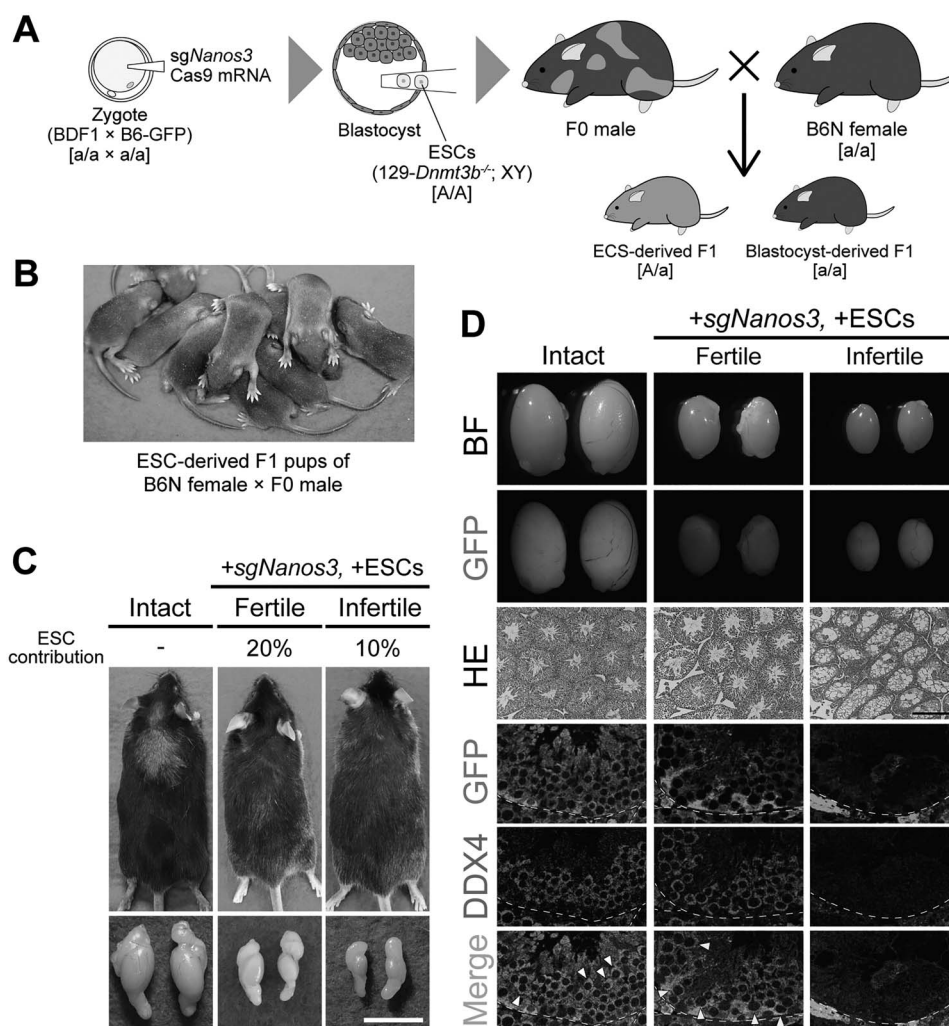 A
sgNanos3
Cas9 mRNA
Zygote
(BDF1 × B6-GFP)
[a/a × a/a]
Blastocyst
ESCs
(129-Dnmt3b-/-; XY)
[A/A]
F0 male
B6N female
[a/a]
ECS-derived F1
[A/a]
Blastocyst-derived F1
[a/a]
B
ESC-derived F1 pups of
B6N female × F0 male
C
+sgNanos3, +ESCs
Intact
Fertile
Infertile
ESC
contribution
-
20%
10%
D
+sgNanos3, +ESCs
Intact
Fertile
Infertile
BF
GFP
HE
GFP
DDX4
Merge